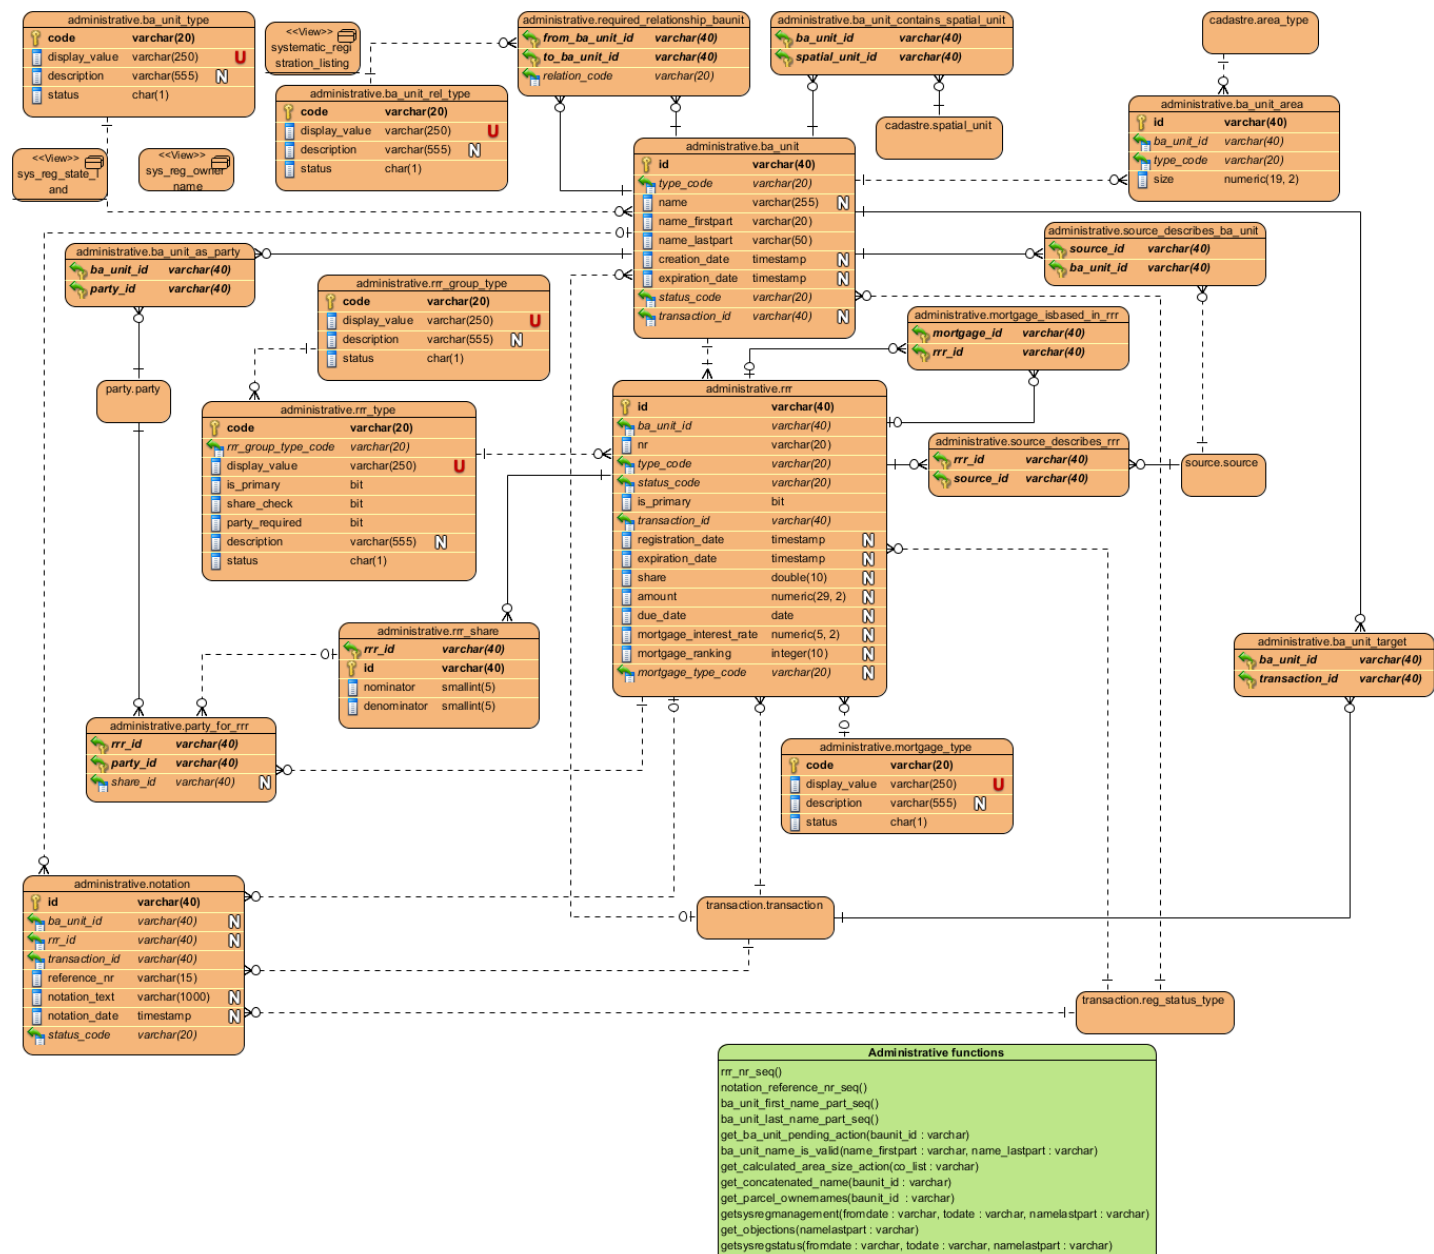 administrative.ba_unit_type
code varchar(20)
display_value varchar(250) U
description varchar(555) N
status char(1)
<<View>>
systematic_regi
stration_listing
administrative.required_relationship_baunit
from_ba_unit_id varchar(40)
to_ba_unit_id varchar(40)
relation_code varchar(20)
administrative.ba_unit_contains_spatial_unit
ba_unit_id varchar(40)
spatial_unit_id varchar(40)
cadastre.area_type
administrative.ba_unit_rel_type
code varchar(20)
display_value varchar(250) U
description varchar(555) N
status char(1)
cadastre.spatial_unit
administrative.ba_unit_area
id varchar(40)
ba_unit_id varchar(40)
type_code varchar(20)
size numeric(19, 2)
<<View>>
sys_reg_state_l
and
<<View>>
sys_reg_owner
name
administrative.ba_unit
id varchar(40)
type_code varchar(20)
name varchar(255) N
name_firstpart varchar(20)
name_lastpart varchar(50)
creation_date timestamp N
expiration_date timestamp N
status_code varchar(20)
transaction_id varchar(40) N
administrative.ba_unit_as_party
ba_unit_id varchar(40)
party_id varchar(40)
administrative.source_describes_ba_unit
source_id varchar(40)
ba_unit_id varchar(40)
administrative.rrr_group_type
code varchar(20)
display_value varchar(250) U
description varchar(555) N
status char(1)
administrative.mortgage_isbased_in_rrr
mortgage_id varchar(40)
rrr_id varchar(40)
party.party
administrative.rrr_type
code varchar(20)
rrr_group_type_code varchar(20)
display_value varchar(250) U
is_primary bit
share_check bit
party_required bit
description varchar(555) N
status char(1)
administrative.rrr
id varchar(40)
ba_unit_id varchar(40)
nr varchar(20)
type_code varchar(20)
status_code varchar(20)
is_primary bit
transaction_id varchar(40)
registration_date timestamp N
expiration_date timestamp N
share double(10) N
amount numeric(29, 2) N
due_date date N
mortgage_interest_rate numeric(5, 2) N
mortgage_ranking integer(10) N
mortgage_type_code varchar(20) N
administrative.source_describes_rrr
rrr_id varchar(40)
source_id varchar(40)
source.source
administrative.rrr_share
rrr_id varchar(40)
id varchar(40)
nominator smallint(5)
denominator smallint(5)
administrative.ba_unit_target
ba_unit_id varchar(40)
transaction_id varchar(40)
administrative.party_for_rrr
rrr_id varchar(40)
party_id varchar(40)
share_id varchar(40) N
administrative.mortgage_type
code varchar(20)
display_value varchar(250) U
description varchar(555) N
status char(1)
administrative.notation
id varchar(40)
ba_unit_id varchar(40) N
rrr_id varchar(40) N
transaction_id varchar(40)
reference_nr varchar(15)
notation_text varchar(1000) N
notation_date timestamp N
status_code varchar(20)
transaction.transaction
transaction.reg_status_type
Administrative functions
rrr_nr_seq()
notation_reference_nr_seq()
ba_unit_first_name_part_seq()
ba_unit_last_name_part_seq()
get_ba_unit_pending_action(baunit_id : varchar)
ba_unit_name_is_valid(name_firstpart : varchar, name_lastpart : varchar)
get_calculated_area_size_action(co_list : varchar)
get_concatenated_name(baunit_id : varchar)
get_parcel_ownernames(baunit_id : varchar)
getsysregmanagement(fromdate : varchar, todate : varchar, namelastpart : varchar)
get_objections(namelastpart : varchar)
getsysregstatus(fromdate : varchar, todate : varchar, namelastpart : varchar)